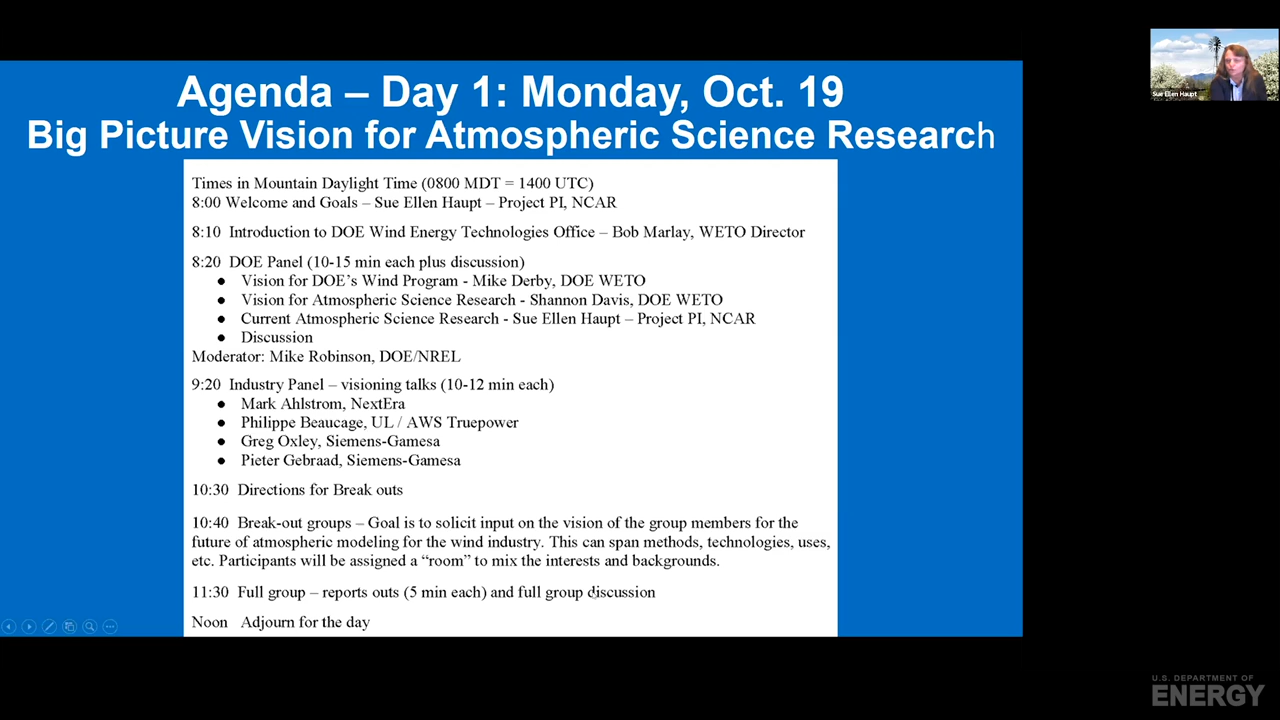 Agenda – Day 1: Monday, Oct. 19
Big Picture Vision for Atmospheric Science Research
Sue Ellen Haupt
Times in Mountain Daylight Time (0800 MDT = 1400 UTC)
8:00 Welcome and Goals – Sue Ellen Haupt – Project PI, NCAR
8:10 Introduction to DOE Wind Energy Technologies Office – Bob Marlay, WETO Director
8:20 DOE Panel (10-15 min each plus discussion)
● Vision for DOE's Wind Program - Mike Derby, DOE WETO
● Vision for Atmospheric Science Research - Shannon Davis, DOE WETO
● Current Atmospheric Science Research - Sue Ellen Haupt – Project PI, NCAR
● Discussion
Moderator: Mike Robinson, DOE/NREL
9:20 Industry Panel – visioning talks (10-12 min each)
● Mark Ahlstrom, NextEra
● Philippe Beaucage, UL / AWS Truepower
● Greg Oxley, Siemens-Gamesa
● Pieter Gebraad, Siemens-Gamesa
10:30 Directions for Break outs
10:40 Break-out groups – Goal is to solicit input on the vision of the group members for the
future of atmospheric modeling for the wind industry. This can span methods, technologies, uses,
etc. Participants will be assigned a “room” to mix the interests and backgrounds.
11:30 Full group – reports outs (5 min each) and full group discussion
Noon Adjourn for the day
U.S. DEPARTMENT OF
ENERGY